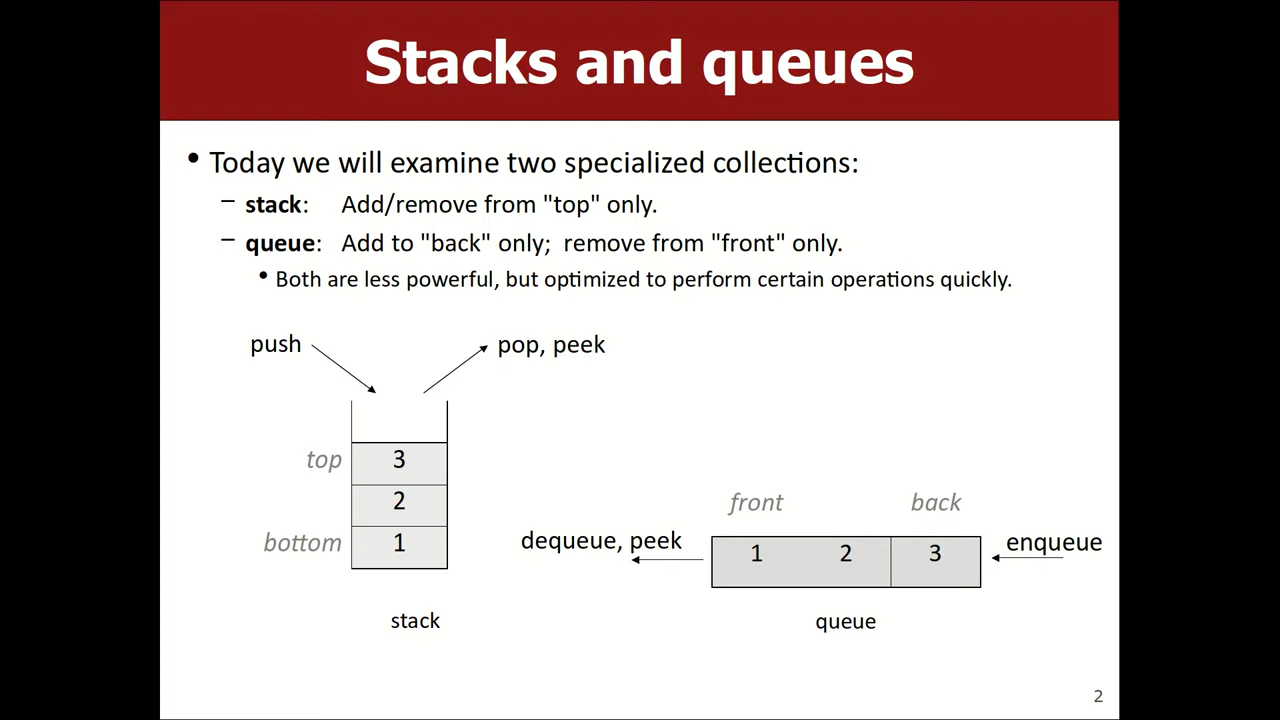 Stacks and queues
• Today we will examine two specialized collections:
– stack: Add/remove from "top" only.
– queue: Add to "back" only; remove from "front" only.
• Both are less powerful, but optimized to perform certain operations quickly.
push
pop, peek
top
3
2
bottom
1
stack
front
back
dequeue, peek
1
2
3
enqueue
queue
2